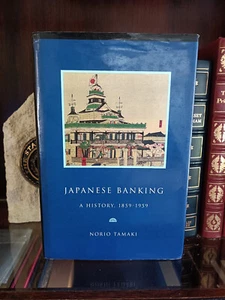 JAPANESE BANKING
A HISTORY, 1859-1959
NORIO TAMAKI